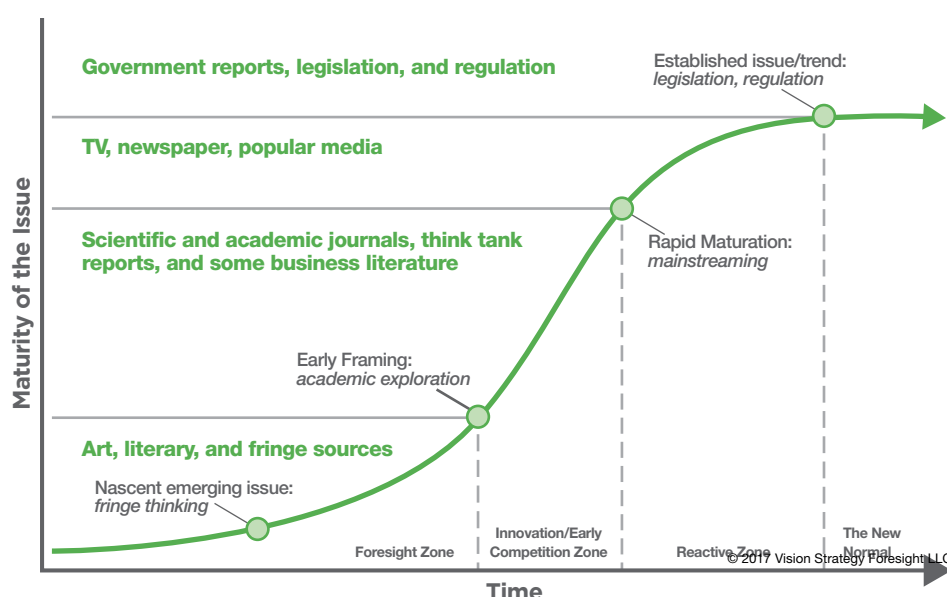 Government reports, legislation, and regulation
Established issue/trend:
legislation, regulation
TV, newspaper, popular media
Scientific and academic journals, think tank
reports, and some business literature
Rapid Maturation:
mainstreaming
Early Framing:
academic exploration
Art, literary, and fringe sources
Nascent emerging issue:
fringe thinking
Foresight Zone
Innovation/Early
Competition Zone
Reactive Zone
The New
Normal
© 2017 Vision Strategy Foresight LLC
Maturity of the Issue
Time